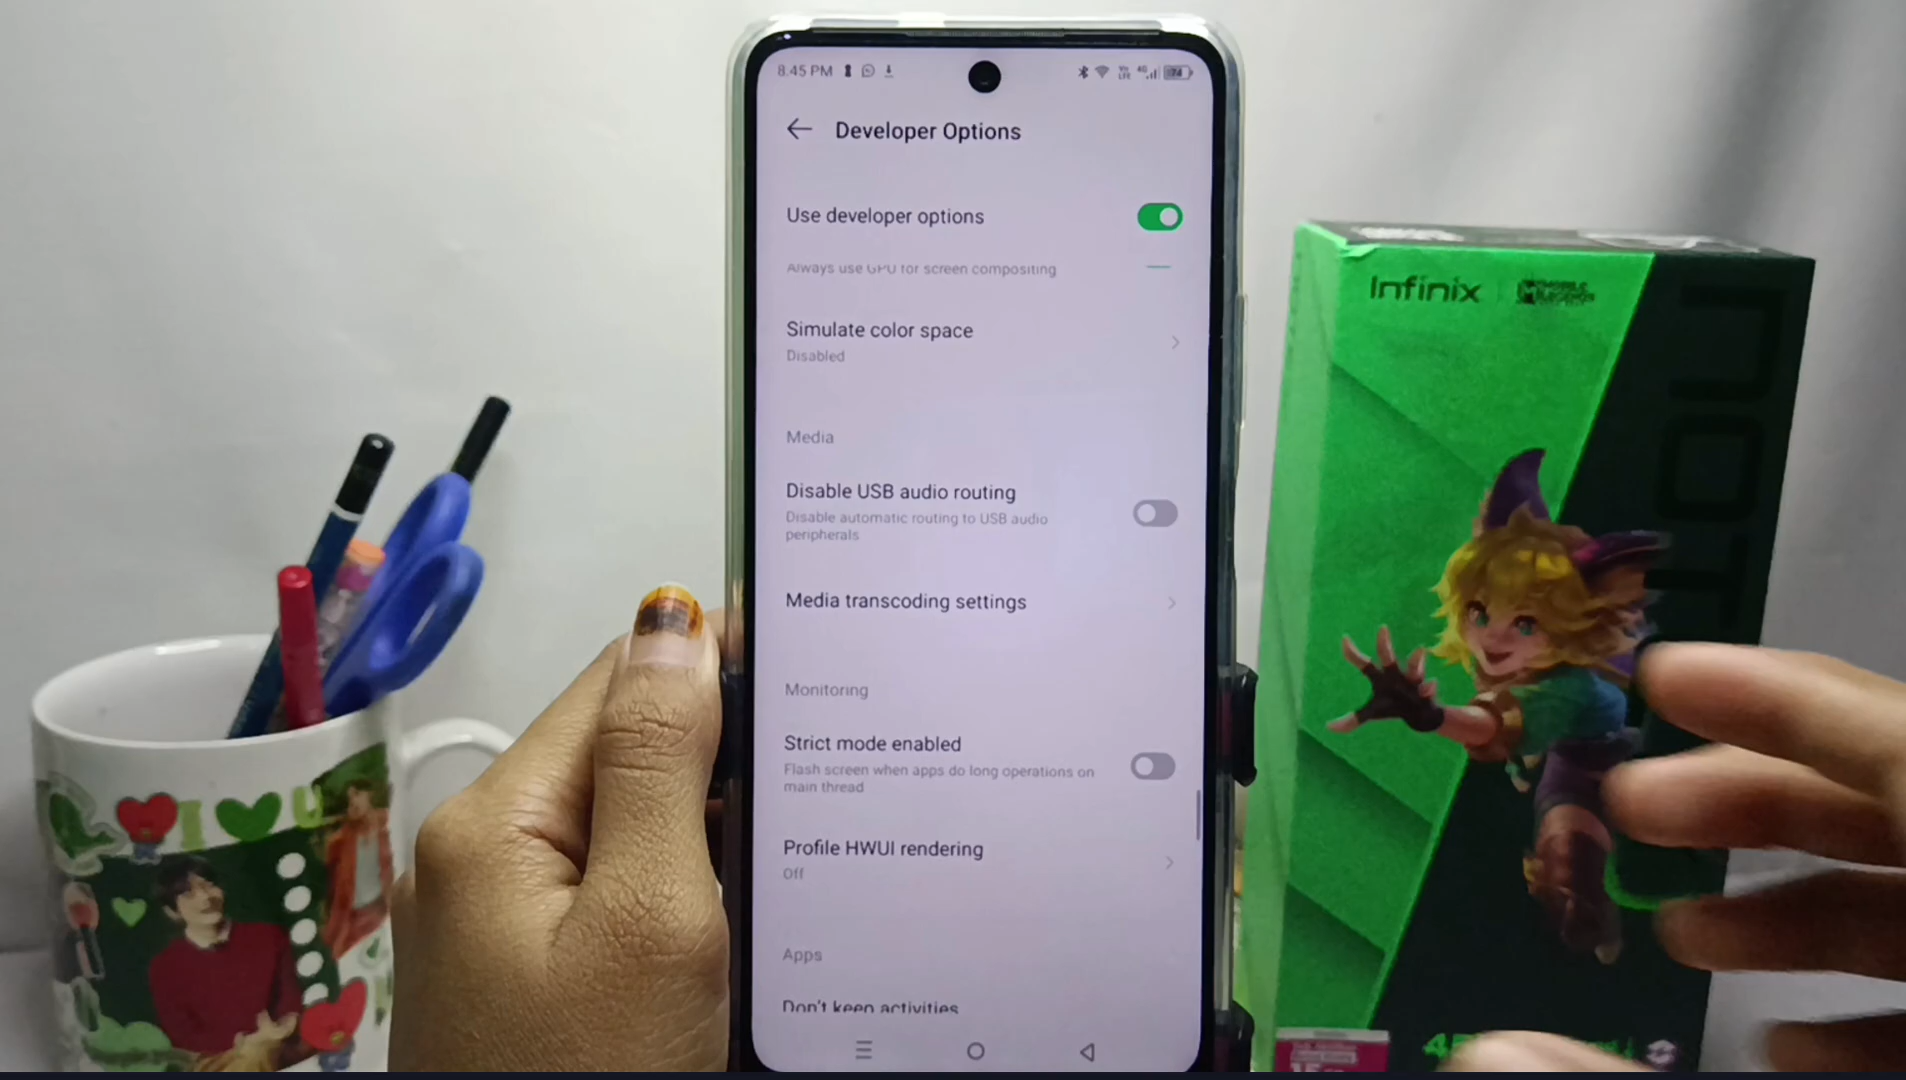 8.45 PM
Developer Options
Use developer options
Always use GPU for screen compositing
Simulate color space
Disabled
Media
Disable USB audio routing
Disable automatic routing to USB audio
peripherals
Media transcoding settings
Monitoring
Strict mode enabled
Flash screen when apps do long operations on
main thread
Profile HWUI rendering
Off
Apps
Don't keep activities
Infinix
MOBILE
LEGENDS
I
U